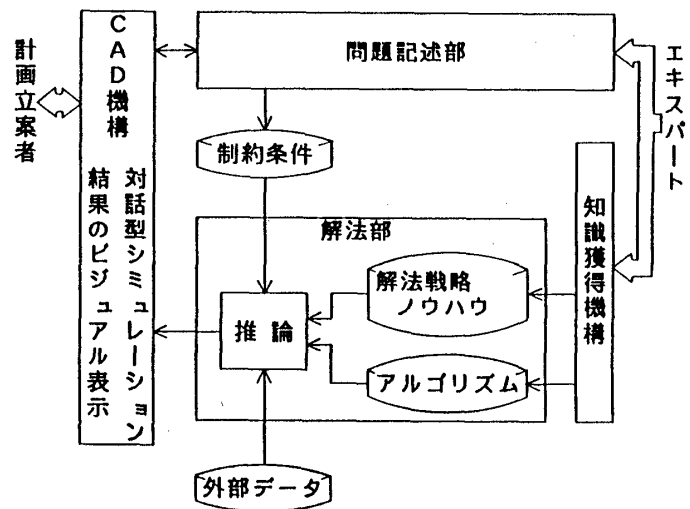 計画立案者
CAD機構
対話型シミュレーション
結果のビジュアル表示
問題記述部
エキスパート
制約条件
解法部
解法戦略
ノウハウ
推論
アルゴリズム
知識獲得機構
外部データ